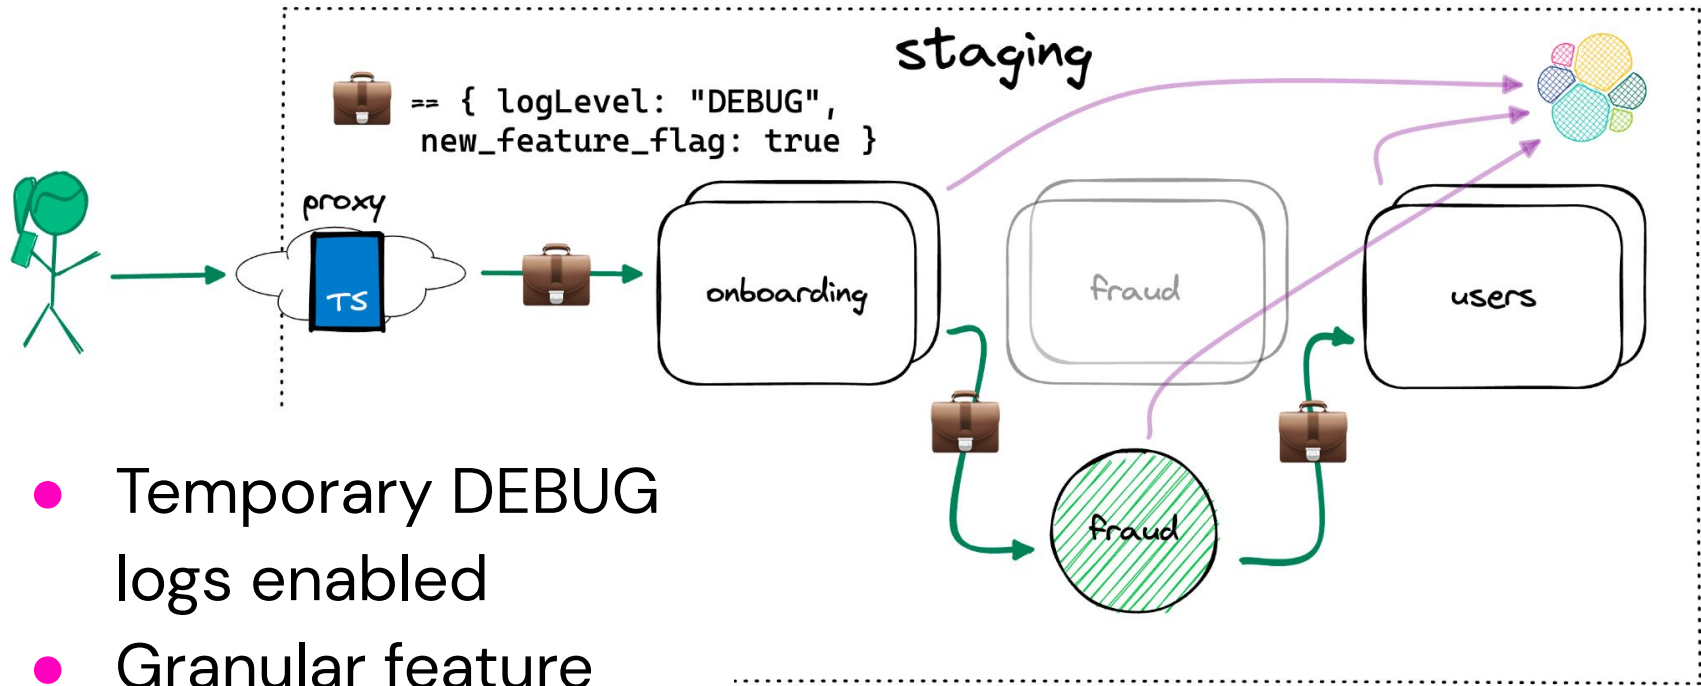 staging
== { logLevel: "DEBUG",
new_feature_flag: true }
proxy
TS
onboarding
fraud
users
fraud
Temporary DEBUG
logs enabled
Granular feature